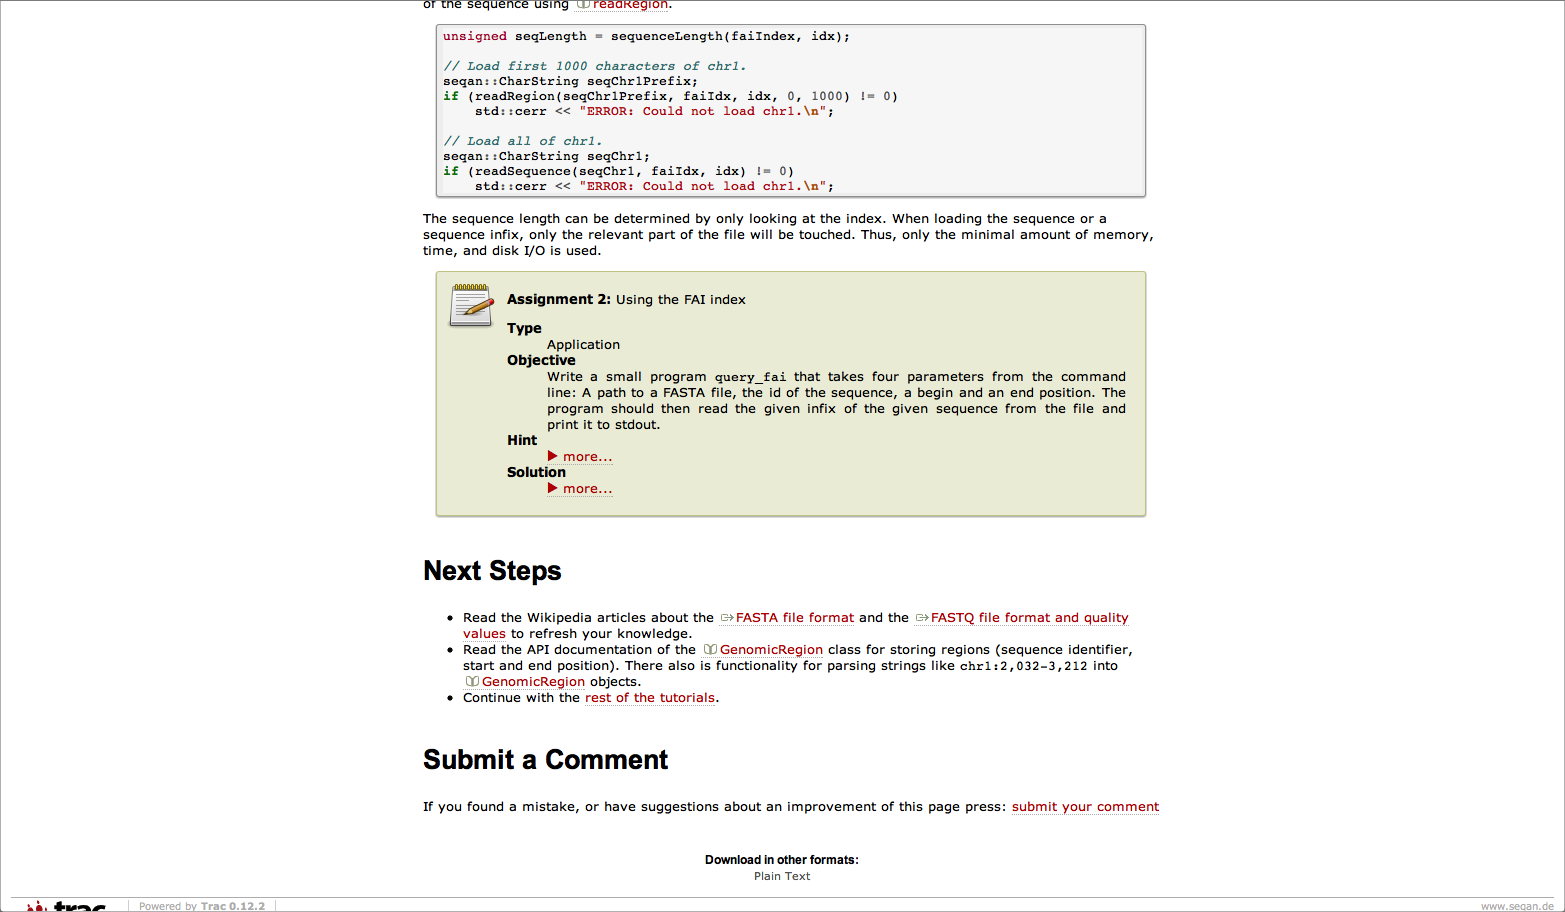 of the sequence using readRegion.
unsigned seqLength = sequenceLength(faiIndex, idx);
// Load first 1000 characters of chr1.
seqan::CharString seqChr1Prefix;
if (readRegion(seqChr1Prefix, faiIdx, idx, 0, 1000) != 0)
    std::cerr << "ERROR: Could not load chr1.\n";
// Load all of chr1.
seqan::CharString seqChr1;
if (readSequence(seqChr1, faiIdx, idx) != 0)
    std::cerr << "ERROR: Could not load chr1.\n";
The sequence length can be determined by only looking at the index. When loading the sequence or a
sequence infix, only the relevant part of the file will be touched. Thus, only the minimal amount of memory,
time, and disk I/O is used.
Assignment 2: Using the FAI index
Type
Application
Objective
Write a small program query_fai that takes four parameters from the command
line: A path to a FASTA file, the id of the sequence, a begin and an end position. The
program should then read the given infix of the given sequence from the file and
print it to stdout.
Hint
more...
Solution
more...
Next Steps
• Read the Wikipedia articles about the FASTA file format and the FASTQ file format and quality
values to refresh your knowledge.
• Read the API documentation of the GenomicRegion class for storing regions (sequence identifier,
start and end position). There also is functionality for parsing strings like chr1:2,032-3,212 into
GenomicRegion objects.
• Continue with the rest of the tutorials.
Submit a Comment
If you found a mistake, or have suggestions about an improvement of this page press: submit your comment
Download in other formats:
Plain Text
trac Powered by Trac 0.12.2 www.seqan.de